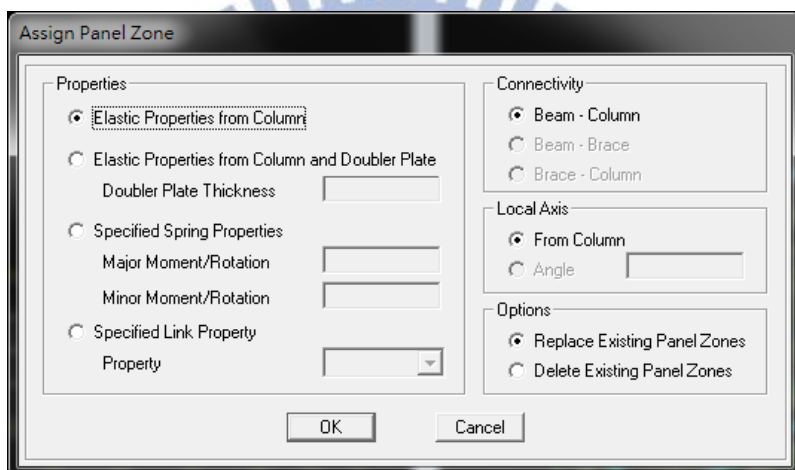 Assign Panel Zone
Properties
Elastic Properties from Column
Elastic Properties from Column and Doubler Plate
Doubler Plate Thickness
Specified Spring Properties
Major Moment/Rotation
Minor Moment/Rotation
Specified Link Property
Property
Connectivity
Beam - Column
Beam - Brace
Brace - Column
Local Axis
From Column
Angle
Options
Replace Existing Panel Zones
Delete Existing Panel Zones
OK
Cancel